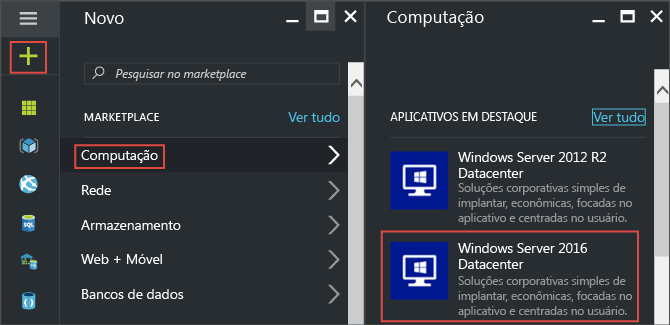 Novo
Pesquisar no marketplace
MARKETPLACE
Ver tudo
Computação
Rede
Armazenamento
Web + Móvel
Bancos de dados
SQL
Computação
APLICATIVOS EM DESTAQUE
Ver tudo
Windows Server 2012 R2
Datacenter
Soluções corporativas simples de
implantar, econômicas, focadas no
aplicativo e centradas no usuário.
Windows Server 2016
Datacenter
Soluções corporativas simples de
implantar, econômicas, focadas no
aplicativo e centradas no usuário.